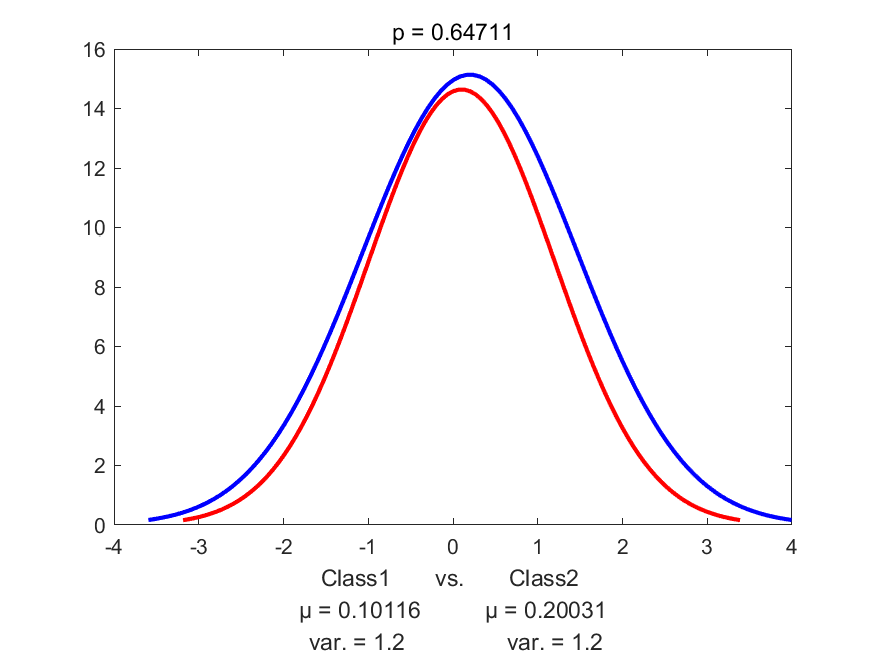 p = 0.64711
16
14
12
10
8
6
4
2
0
-4 -3 -2 -1 0 1 2 3 4
Class1 vs. Class2
μ = 0.10116 μ = 0.20031
var. = 1.2 var. = 1.2